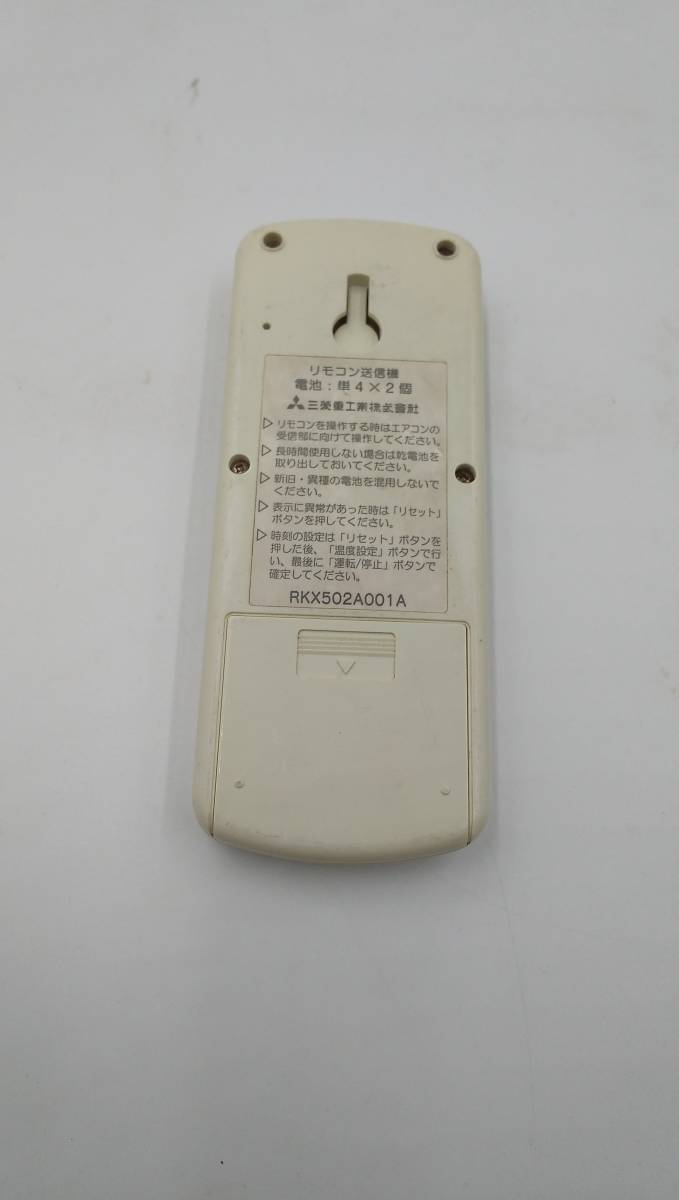 リモコン送信機
電池：単4×2個
三菱重工業株式會社
▷リモコンを操作する時はエアコンの
受信部に向けて操作してください。
▷長時間使用しない場合は乾電池を
取り出しておいてください。
▷新旧・異種の電池を混用しないで
ください。
▷表示に異常があった時は「リセット」
ボタンを押してください。
▷時刻の設定は「リセット」ボタンを
押した後、「温度設定」ボタンで行
い、最後に「運転/停止」ボタンで
確定してください。
RKX502A001A